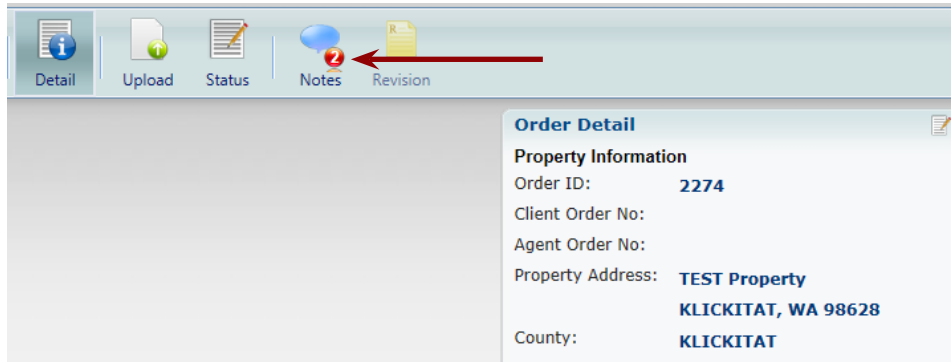 Detail Upload Status Notes 2 Revision
R
Order Detail
Property Information
Order ID: 2274
Client Order No:
Agent Order No:
Property Address: TEST Property
KLICKITAT, WA 98628
County: KLICKITAT